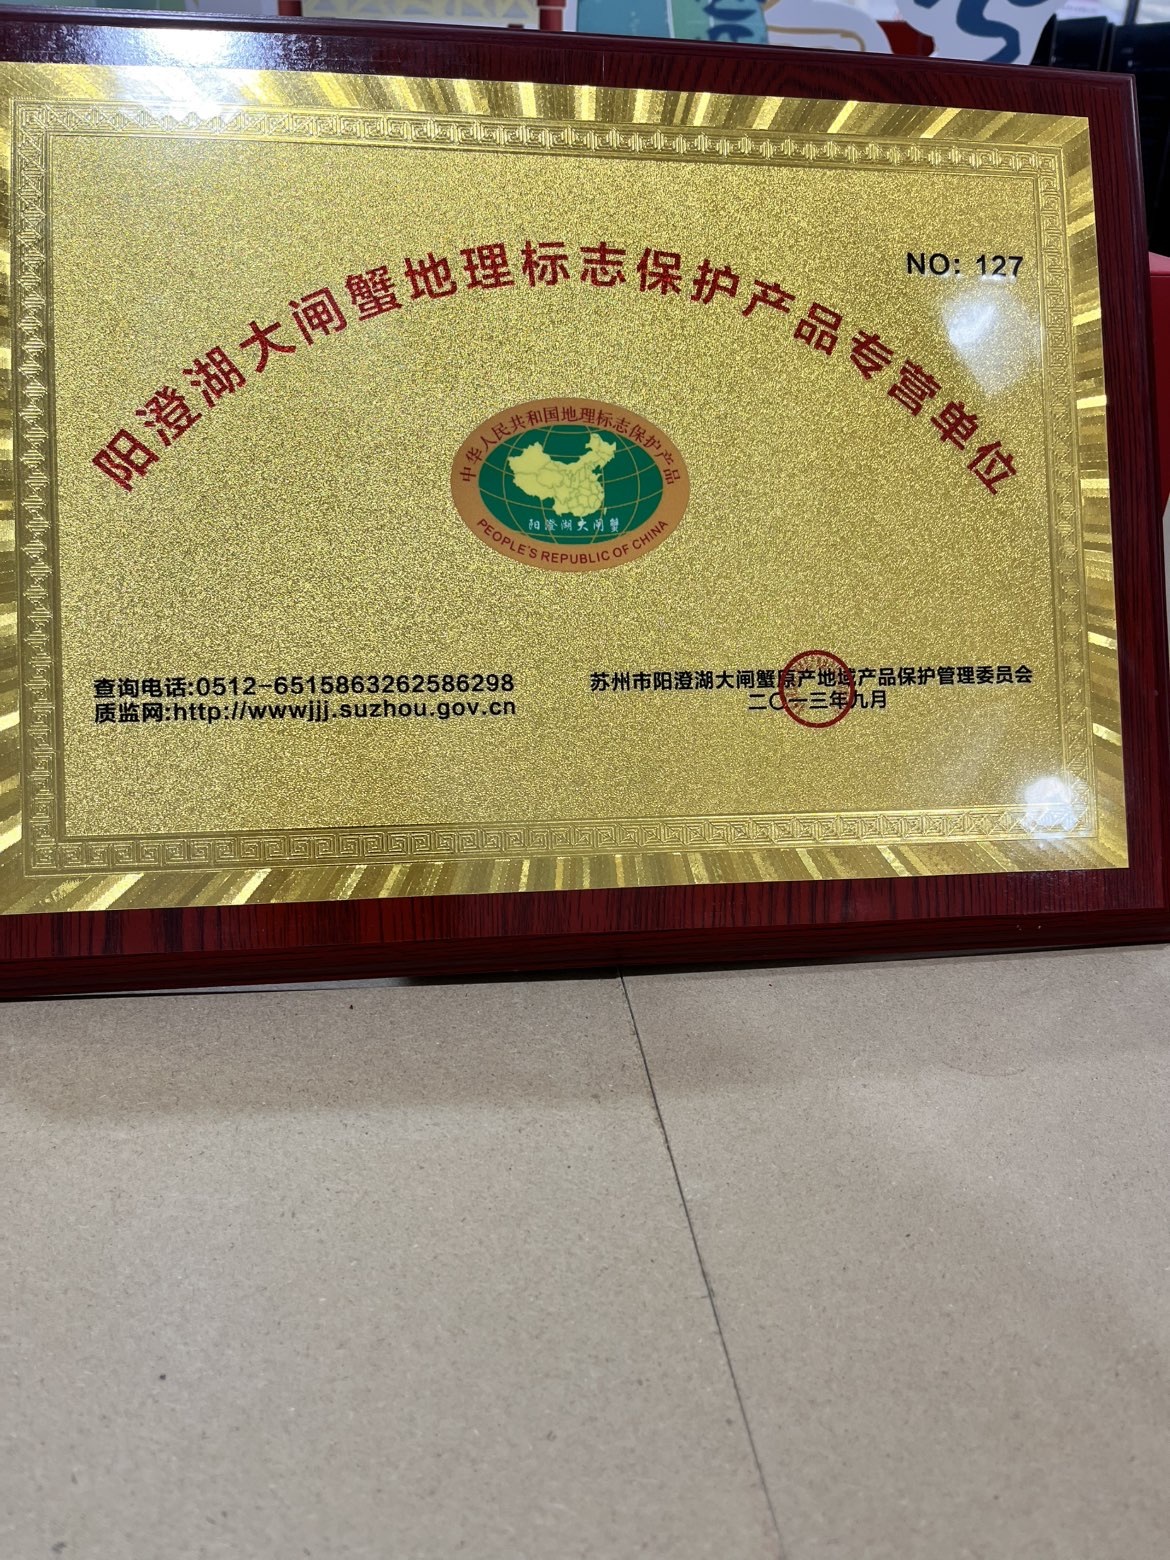 NO: 127
阳澄湖大闸蟹地理标志保护产品专营单位
中华人民共和国地理标志保护产品
阳澄湖大闸蟹
PEOPLE'S REPUBLIC OF CHINA
查询电话:0512-6515863262586298
质监网:http://wwwjjj.suzhou.gov.cn
苏州市阳澄湖大闸蟹原产地域产品保护管理委员会
二〇一三年九月